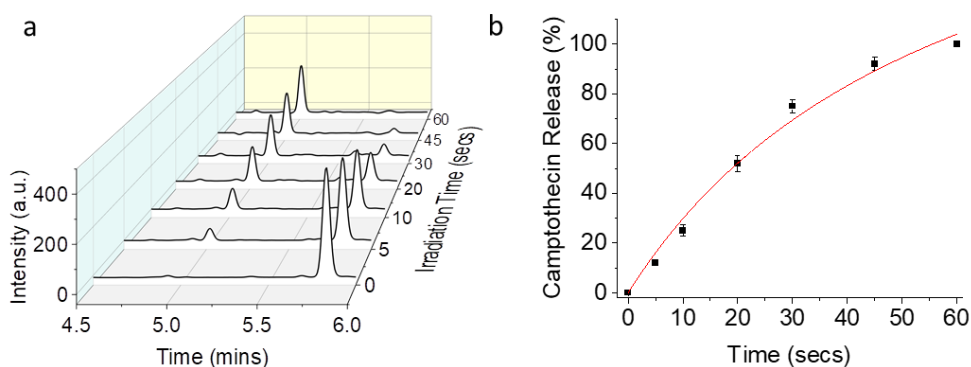 a
Intensity (a.u.)
400
200
0
4.5 5.0 5.5 6.0
Time (mins)
0
5
10
20
30
45
60
Irradiation Time (secs)
b
Camptothecin Release (%)
100
80
60
40
20
0
0 10 20 30 40 50 60
Time (secs)